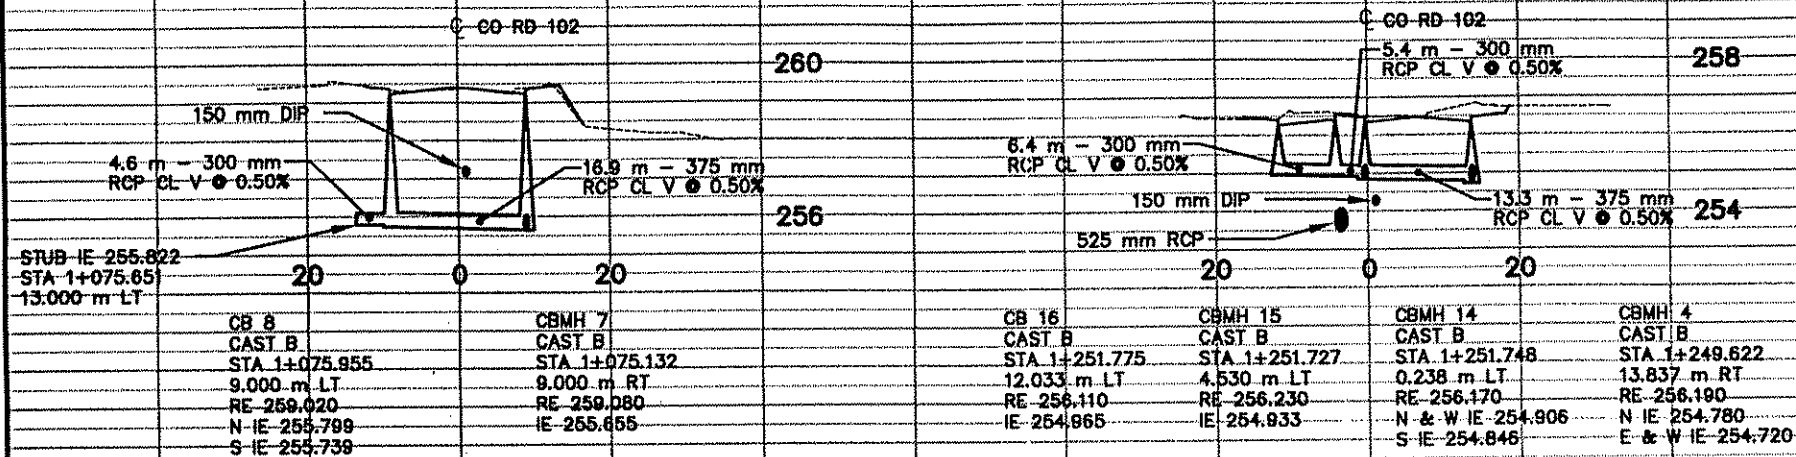 ℄ CO RD 102
260
150 mm DIP
4.6 m - 300 mm
RCP CL V @ 0.50%
16.9 m - 375 mm
RCP CL V @ 0.50%
256
STUB IE 255.822
STA 1+075.651
13.000 m LT
20 0 20
CB 8
CAST B
STA 1+075.955
9.000 m LT
RE 259.020
N IE 255.799
S IE 255.739
CBMH 7
CAST B
STA 1+075.132
9.000 m RT
RE 259.080
IE 255.655
℄ CO RD 102
5.4 m - 300 mm
RCP CL V @ 0.50%
258
6.4 m - 300 mm
RCP CL V @ 0.50%
150 mm DIP
13.3 m - 375 mm
RCP CL V @ 0.50%
254
525 mm RCP
20 0 20
CB 16
CAST B
STA 1+251.775
12.033 m LT
RE 256.110
IE 254.965
CBMH 15
CAST B
STA 1+251.727
4.530 m LT
RE 256.230
IE 254.933
CBMH 14
CAST B
STA 1+251.748
0.238 m LT
RE 256.170
N & W IE 254.906
S IE 254.846
CBMH 4
CAST B
STA 1+249.622
13.837 m RT
RE 256.190
N IE 254.780
E & W IE 254.720